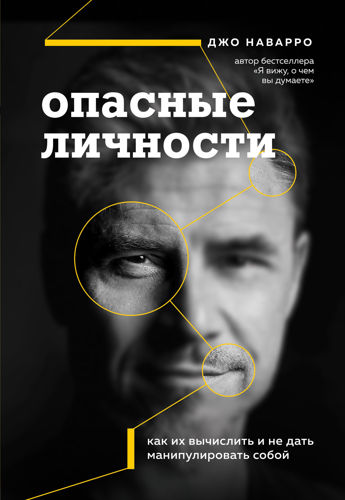 ДЖО НАВАРРО
автор бестселлера
«Я вижу, о чем
вы думаете»
опасные
личности
как их вычислить и не дать
манипулировать собой